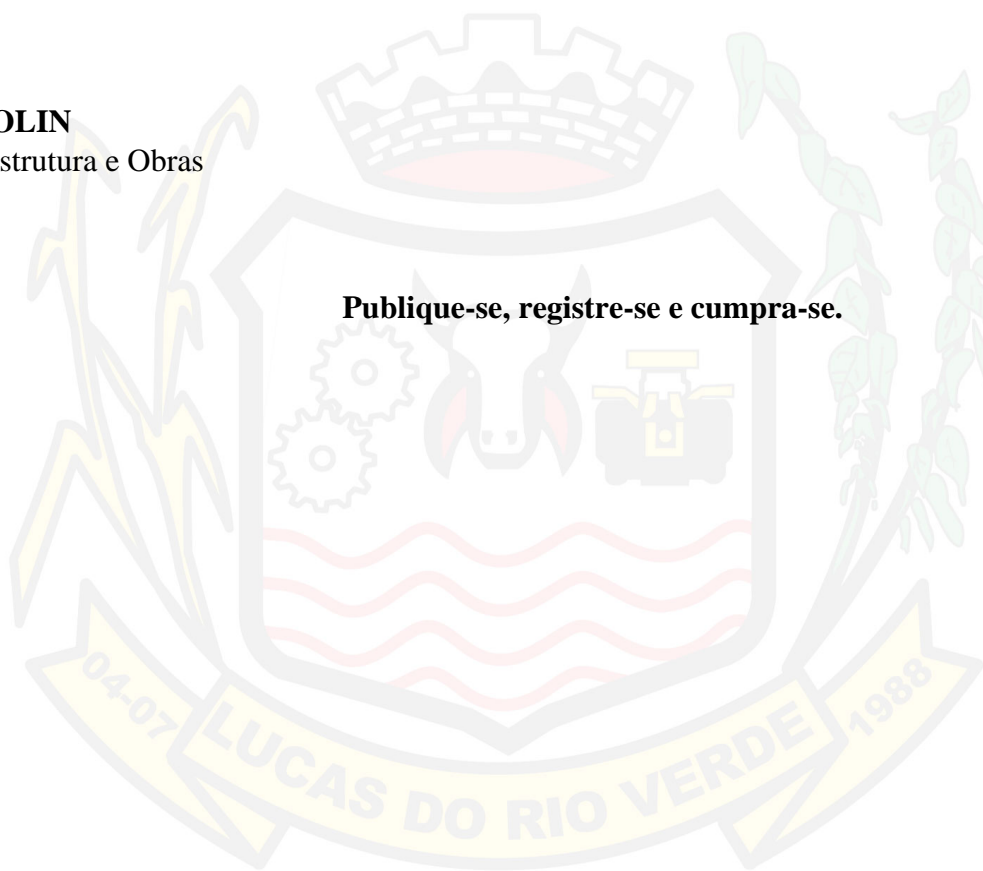 OLIN
strutura e Obras
Publique-se, registre-se e cumpra-se.
04-07 LUCAS DO RIO VERDE 1988